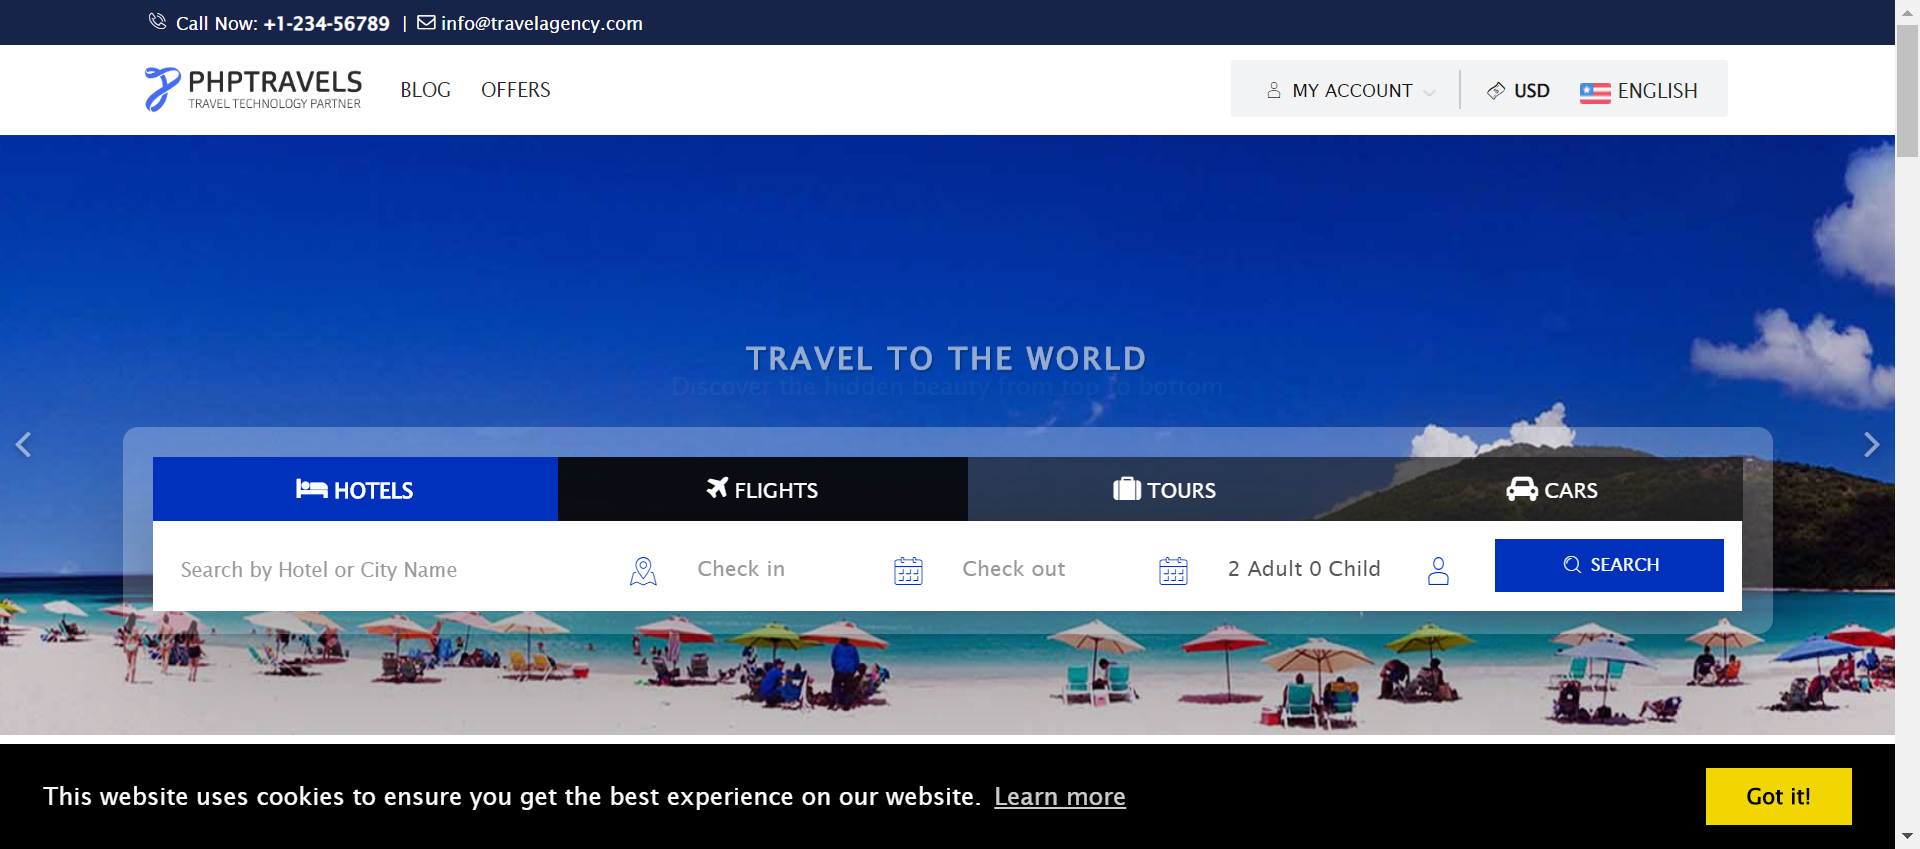 Call Now: +1-234-56789 | info@travelagency.com
PHPTRAVELS
TRAVEL TECHNOLOGY PARTNER
BLOG OFFERS
MY ACCOUNT USD ENGLISH
TRAVEL TO THE WORLD
Discover the hidden beauty from top to bottom
HOTELS FLIGHTS TOURS CARS
Search by Hotel or City Name Check in Check out 2 Adult 0 Child SEARCH
This website uses cookies to ensure you get the best experience on our website. Learn more Got it!